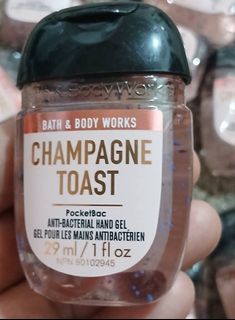 BATH & BODY WORKS
CHAMPAGNE
TOAST
PocketBac
ANTI-BACTERIAL HAND GEL
GEL POUR LES MAINS ANTIBACTÉRIEN
29 ml / 1 fl oz
NPN 80102945